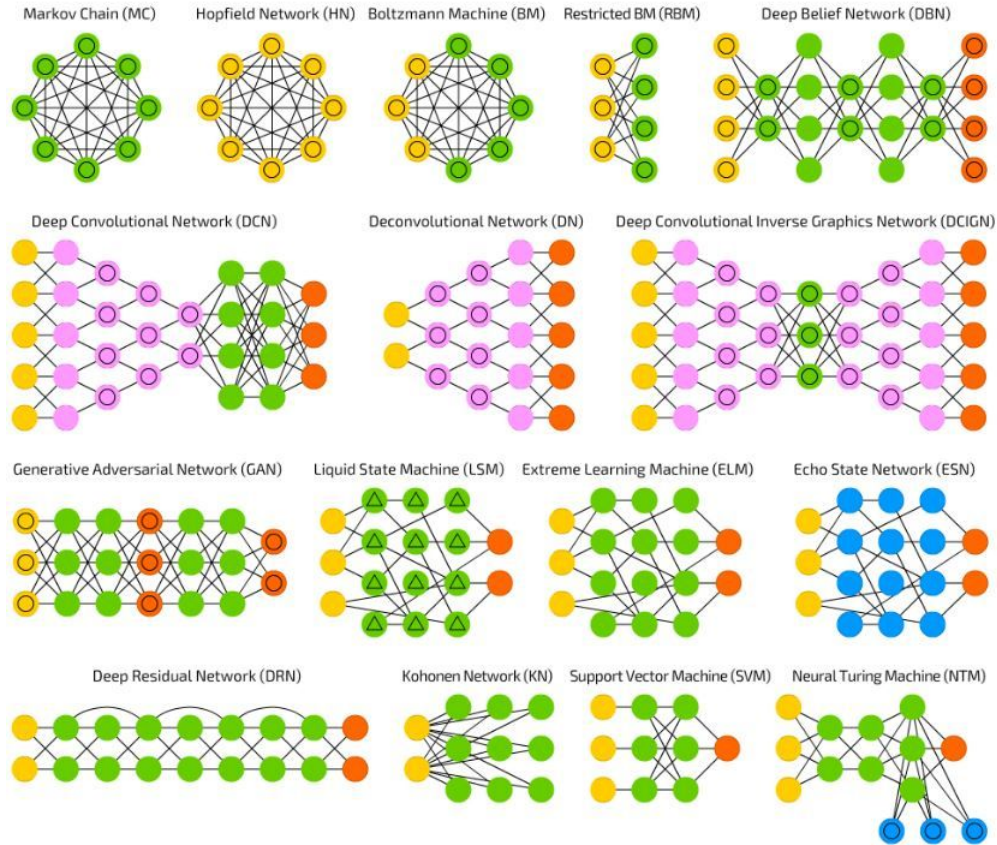 Markov Chain (MC)
Hopfield Network (HN)
Boltzmann Machine (BM)
Restricted BM (RBM)
Deep Belief Network (DBN)
Deep Convolutional Network (DCN)
Deconvolutional Network (DN)
Deep Convolutional Inverse Graphics Network (DCIGN)
Generative Adversarial Network (GAN)
Liquid State Machine (LSM)
Extreme Learning Machine (ELM)
Echo State Network (ESN)
Deep Residual Network (DRN)
Kohonen Network (KN)
Support Vector Machine (SVM)
Neural Turing Machine (NTM)